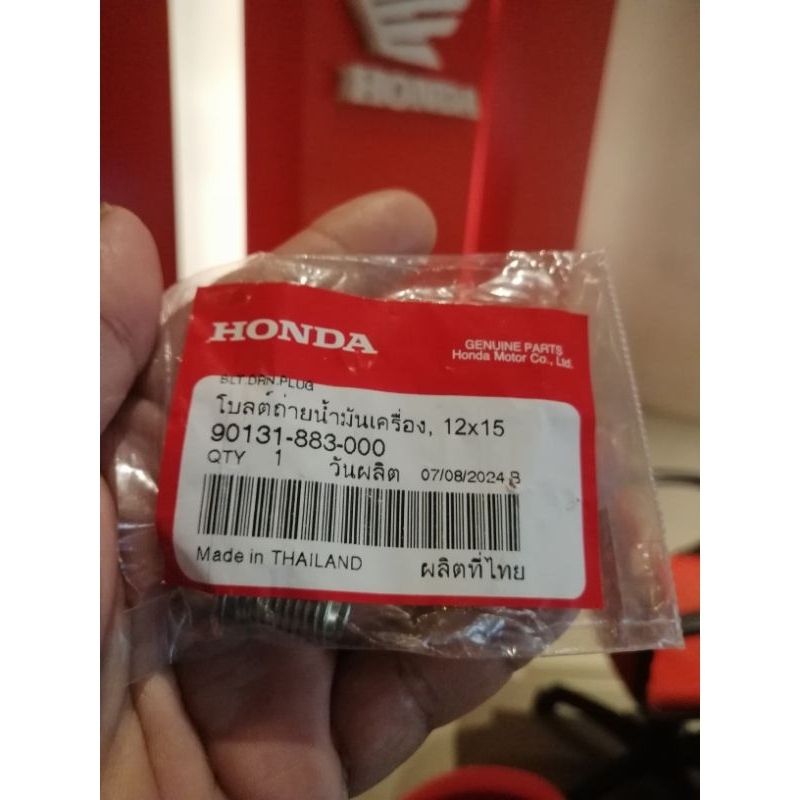 HONDA
HONDA
GENUINE PARTS
Honda Motor Co., Ltd.
BLT.DRN.PLUG
โบลต์ถ่ายน้ำมันเครื่อง, 12x15
90131-883-000
QTY 1 วันผลิต 07/08/2024 B
Made in THAILAND ผลิตที่ไทย